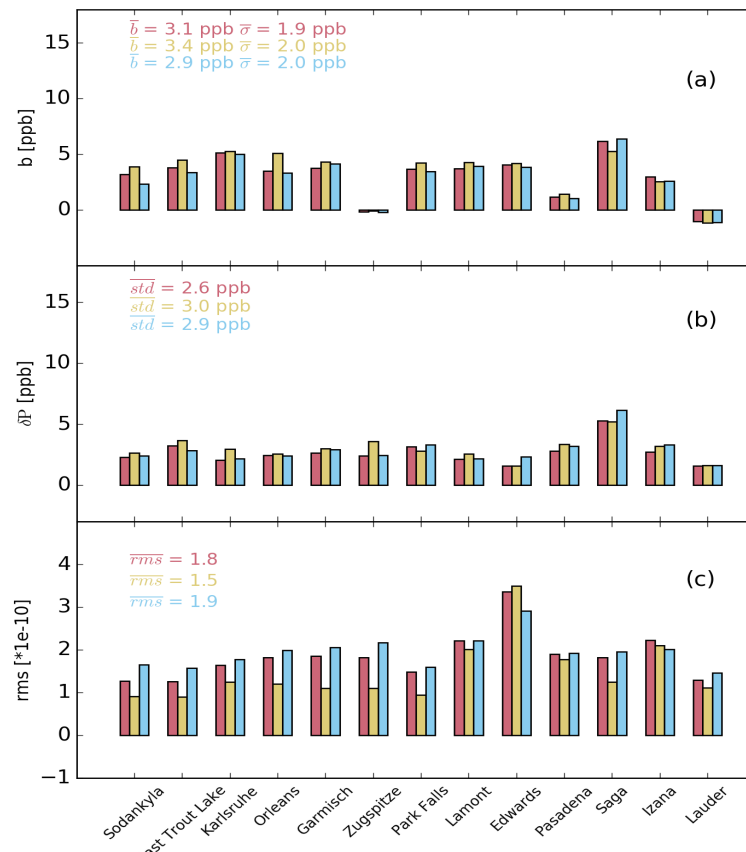 b̅ = 3.1 ppb σ̅ = 1.9 ppb
b̅ = 3.4 ppb σ̅ = 2.0 ppb
b̅ = 2.9 ppb σ̅ = 2.0 ppb
(a)
b [ppb]
15
10
5
0
std = 2.6 ppb
std = 3.0 ppb
std = 2.9 ppb
(b)
δP [ppb]
15
10
5
0
rms = 1.8
rms = 1.5
rms = 1.9
(c)
rms [*1e-10]
4
3
2
1
0
−1
Sodankyla
ast Trout Lake
Karlsruhe
Orleans
Garmisch
Zugspitze
Park Falls
Lamont
Edwards
Pasadena
Saga
Izana
Lauder